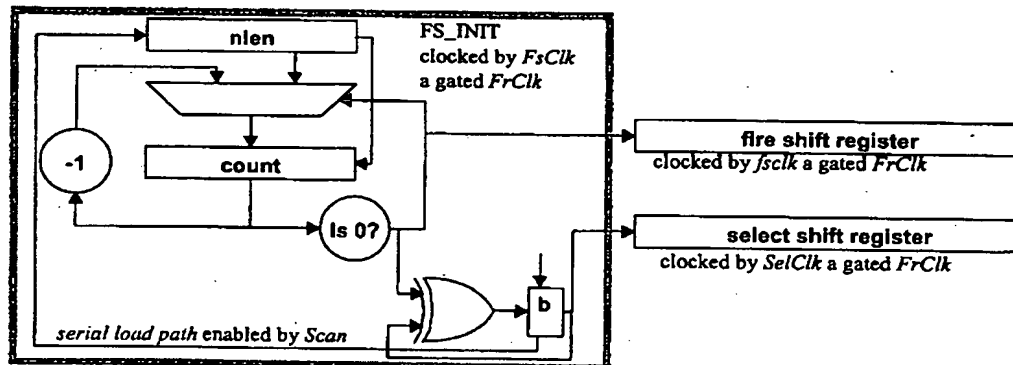 nlen
FS_INIT
clocked by FsClk
a gated FrClk
-1
count
Is 0?
fire shift register
clocked by fsclk a gated FrClk
select shift register
clocked by SelClk a gated FrClk
b
serial load path enabled by Scan